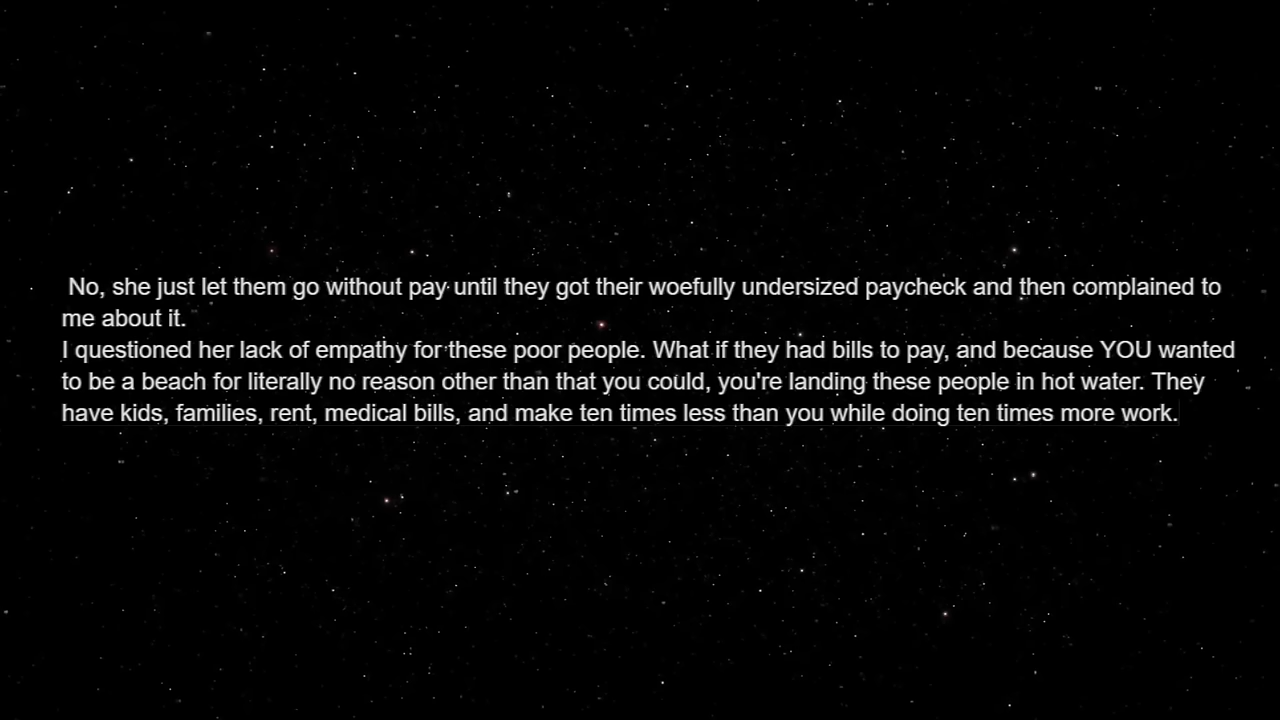 No, she just let them go without pay until they got their woefully undersized paycheck and then complained to
me about it.
I questioned her lack of empathy for these poor people. What if they had bills to pay, and because YOU wanted
to be a beach for literally no reason other than that you could, you're landing these people in hot water. They
have kids, families, rent, medical bills, and make ten times less than you while doing ten times more work.